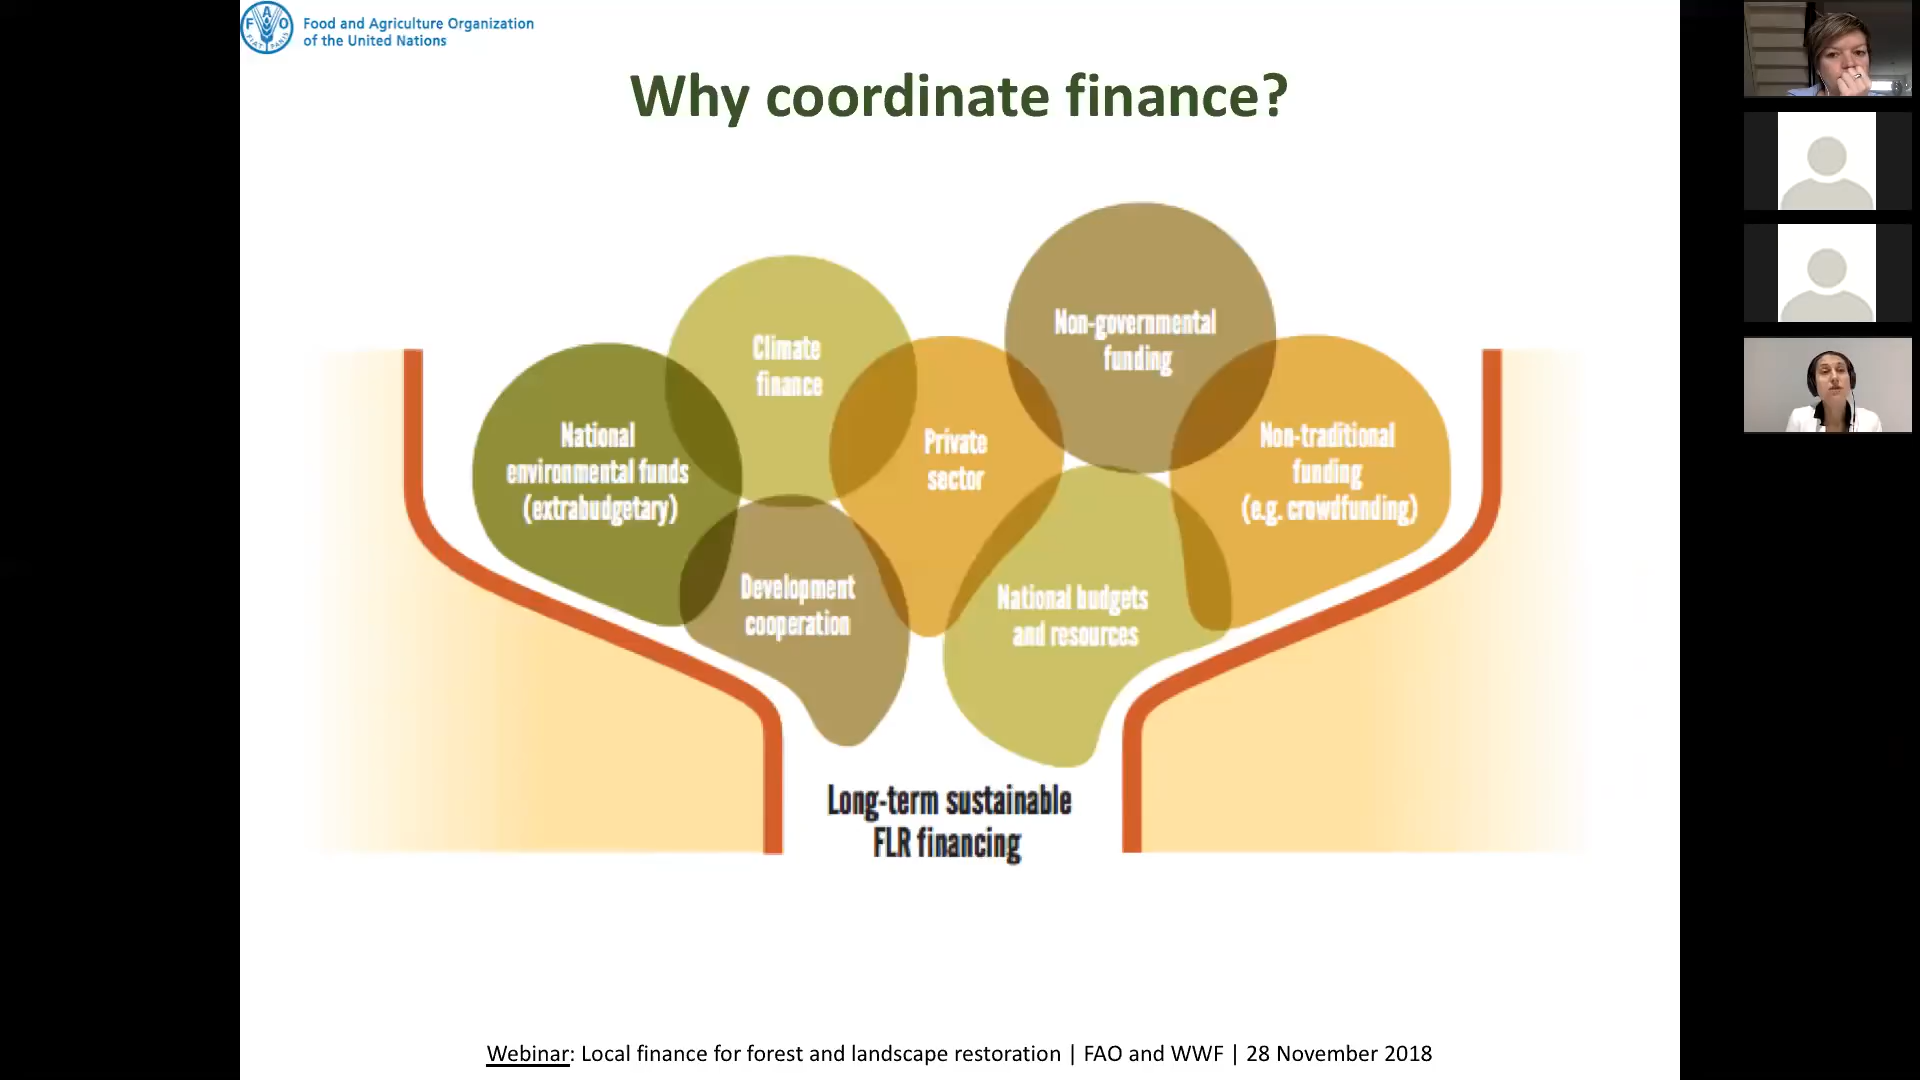 Food and Agriculture Organization
of the United Nations
Why coordinate finance?
Non-governmental
funding
Climate
finance
National
environmental funds
(extrabudgetary)
Private
sector
Non-traditional
funding
(e.g. crowdfunding)
Development
cooperation
National budgets
and resources
Long-term sustainable
FLR financing
Webinar: Local finance for forest and landscape restoration | FAO and WWF | 28 November 2018